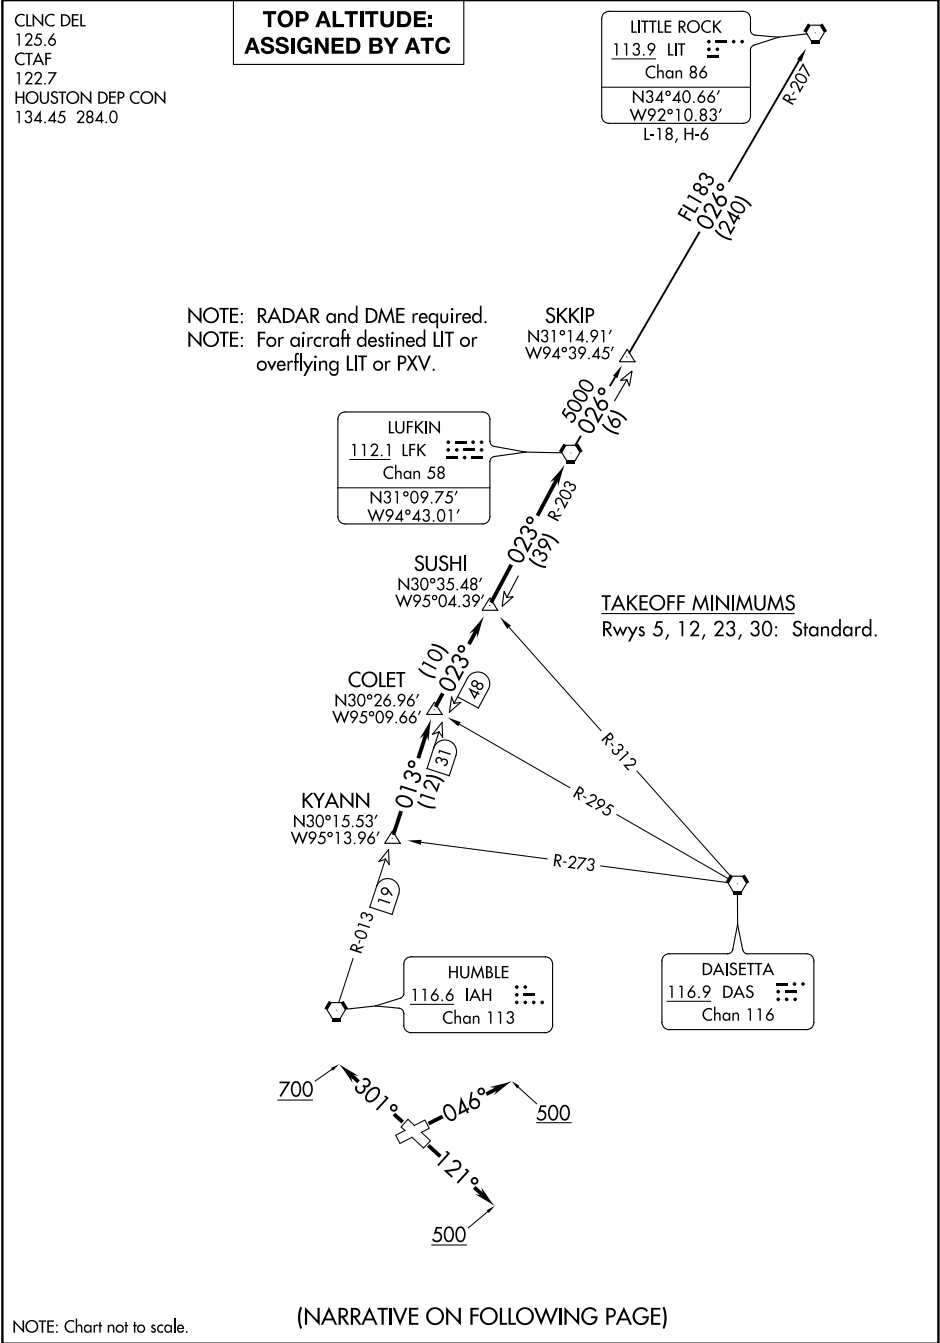 CLNC DEL
125.6
CTAF
122.7
HOUSTON DEP CON
134.45 284.0
TOP ALTITUDE:
ASSIGNED BY ATC
LITTLE ROCK
113.9 LIT
Chan 86
N34°40.66′
W92°10.83′
L-18, H-6
R-207
FL183
026°
(240)
NOTE: RADAR and DME required.
NOTE: For aircraft destined LIT or
overflying LIT or PXV.
SKKIP
N31°14.91′
W94°39.45′
5000
026°
(6)
LUFKIN
112.1 LFK
Chan 58
N31°09.75′
W94°43.01′
R-203
023°
(39)
SUSHI
N30°35.48′
W95°04.39′
TAKEOFF MINIMUMS
Rwys 5, 12, 23, 30: Standard.
(10)
023°
48
COLET
N30°26.96′
W95°09.66′
R-312
31
013°
(12)
R-295
KYANN
N30°15.53′
W95°13.96′
R-273
19
R-013
HUMBLE
116.6 IAH
Chan 113
DAISETTA
116.9 DAS
Chan 116
700
301°
046°
500
121°
500
NOTE: Chart not to scale.
(NARRATIVE ON FOLLOWING PAGE)